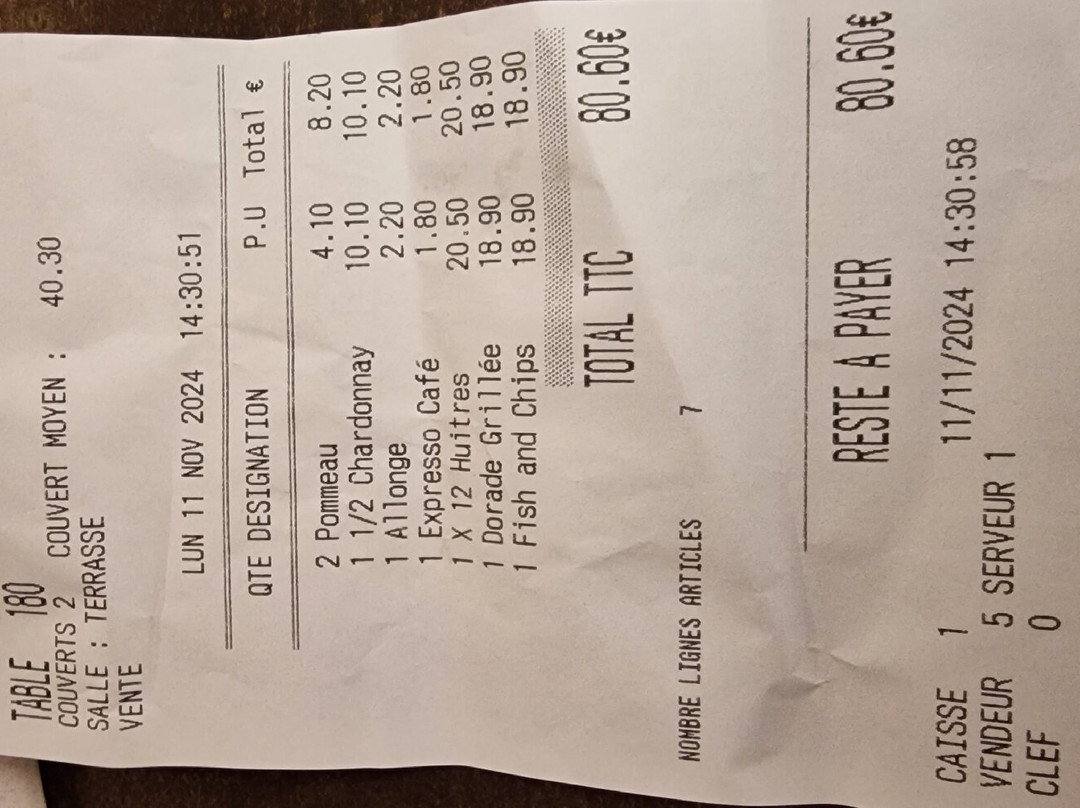 TABLE 180
COUVERTS 2 COUVERT MOYEN : 40.30
SALLE : TERRASSE
VENTE
LUN 11 NOV 2024 14:30:51
QTE DESIGNATION P.U Total €
2 Pommeau 4.10 8.20
1 1/2 Chardonnay 10.10 10.10
1 Allonge 2.20 2.20
1 Expresso Café 1.80 1.80
1 X 12 Huitres 20.50 20.50
1 Dorade Grillée 18.90 18.90
1 Fish and Chips 18.90 18.90
TOTAL TTC 80.60€
NOMBRE LIGNES ARTICLES 7
RESTE A PAYER 80.60€
CAISSE 1 11/11/2024 14:30:58
VENDEUR 5 SERVEUR 1
CLEF 0